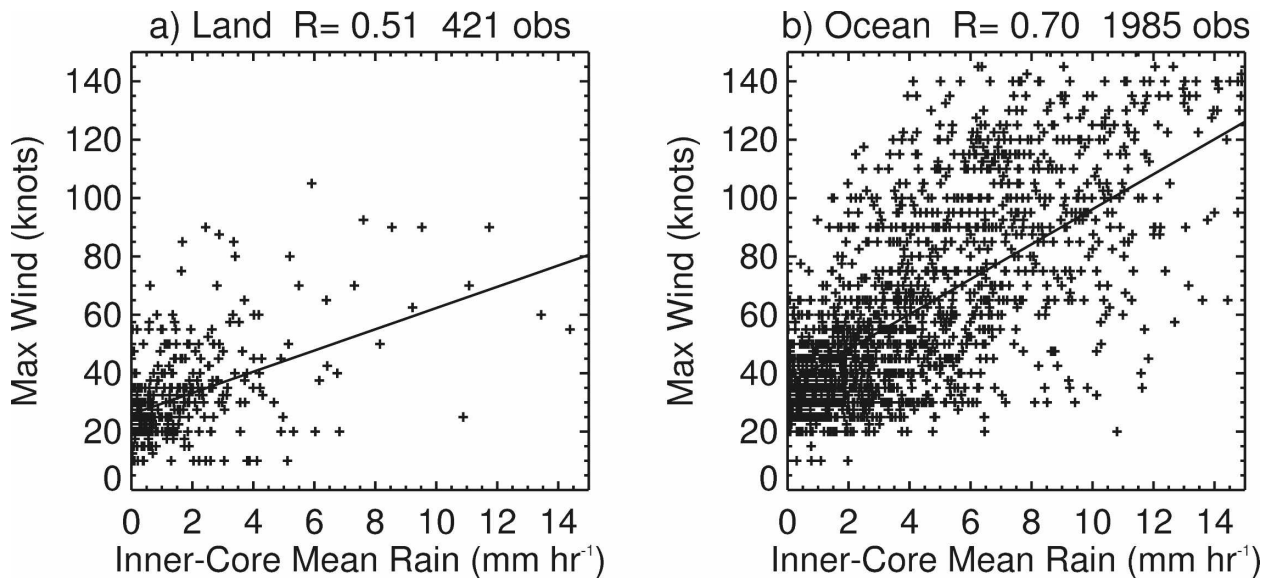 a) Land R= 0.51 421 obs
140
120
100
80
60
40
20
0
Max Wind (knots)
0 2 4 6 8 10 12 14
Inner-Core Mean Rain (mm hr⁻¹)
b) Ocean R= 0.70 1985 obs
140
120
100
80
60
40
20
0
Max Wind (knots)
0 2 4 6 8 10 12 14
Inner-Core Mean Rain (mm hr⁻¹)